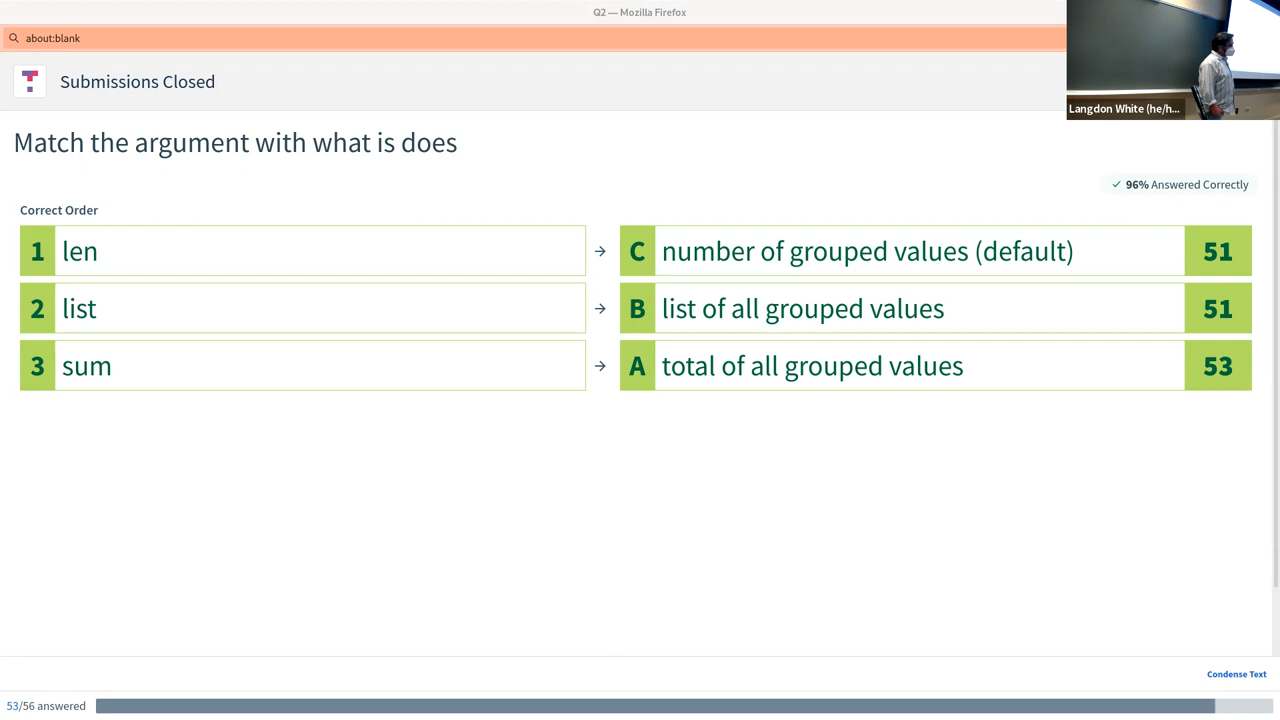 Q2 — Mozilla Firefox
about:blank
Submissions Closed
Langdon White (he/h...
Match the argument with what is does
96% Answered Correctly
Correct Order
1 len → C number of grouped values (default) 51
2 list → B list of all grouped values 51
3 sum → A total of all grouped values 53
Condense Text
53/56 answered